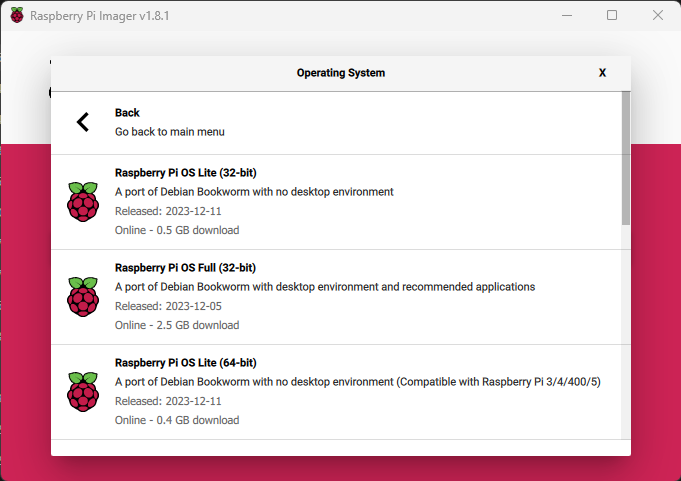 Raspberry Pi Imager v1.8.1
Operating System
X
Back
Go back to main menu
Raspberry Pi OS Lite (32-bit)
A port of Debian Bookworm with no desktop environment
Released: 2023-12-11
Online - 0.5 GB download
Raspberry Pi OS Full (32-bit)
A port of Debian Bookworm with desktop environment and recommended applications
Released: 2023-12-05
Online - 2.5 GB download
Raspberry Pi OS Lite (64-bit)
A port of Debian Bookworm with no desktop environment (Compatible with Raspberry Pi 3/4/400/5)
Released: 2023-12-11
Online - 0.4 GB download